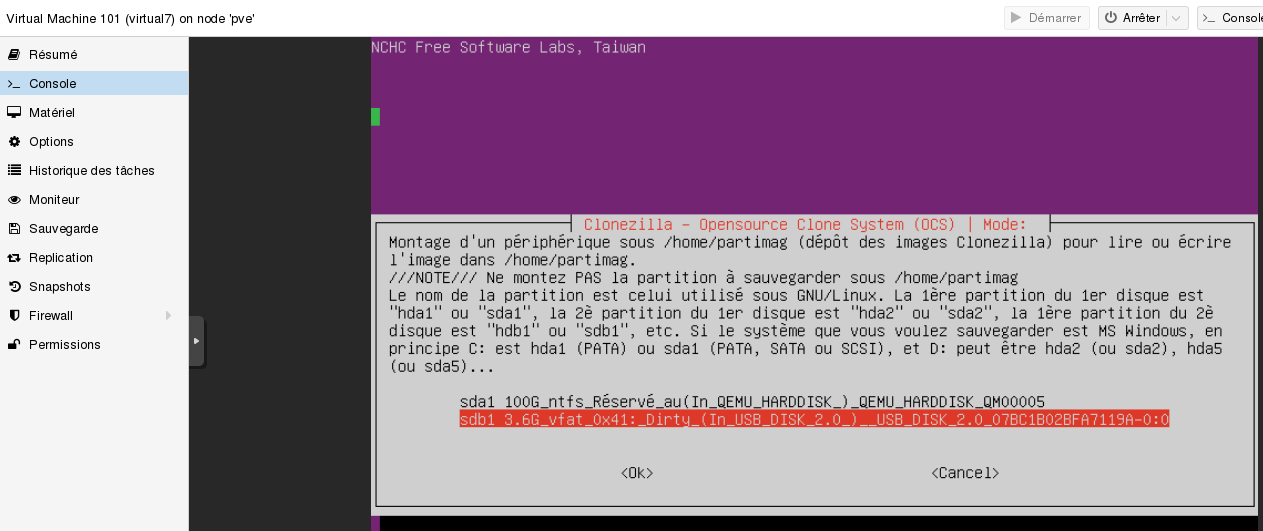 Virtual Machine 101 (virtual7) on node 'pve'
Démarrer
Arrêter
Console
Résumé
Console
Matériel
Options
Historique des tâches
Moniteur
Sauvegarde
Replication
Snapshots
Firewall
Permissions
NCHC Free Software Labs, Taiwan
Clonezilla - Opensource Clone System (OCS) | Mode:
Montage d'un périphérique sous /home/partimag (dépôt des images Clonezilla) pour lire ou écrire
l'image dans /home/partimag.
///NOTE/// Ne montez PAS la partition à sauvegarder sous /home/partimag
Le nom de la partition est celui utilisé sous GNU/Linux. La 1ère partition du 1er disque est
"hda1" ou "sda1", la 2è partition du 1er disque est "hda2" ou "sda2", la 1ère partition du 2è
disque est "hdb1" ou "sdb1", etc. Si le système que vous voulez sauvegarder est MS Windows, en
principe C: est hda1 (PATA) ou sda1 (PATA, SATA ou SCSI), et D: peut être hda2 (ou sda2), hda5
(ou sda5)...
sda1 100G_ntfs_Réservé_au(In_QEMU_HARDDISK_)_QEMU_HARDDISK_QM00005
sdb1 3.6G_vfat_0x41:_Dirty_(In_USB_DISK_2.0_)__USB_DISK_2.0_07BC1B02BFA7119A-0:0
<Ok>
<Cancel>